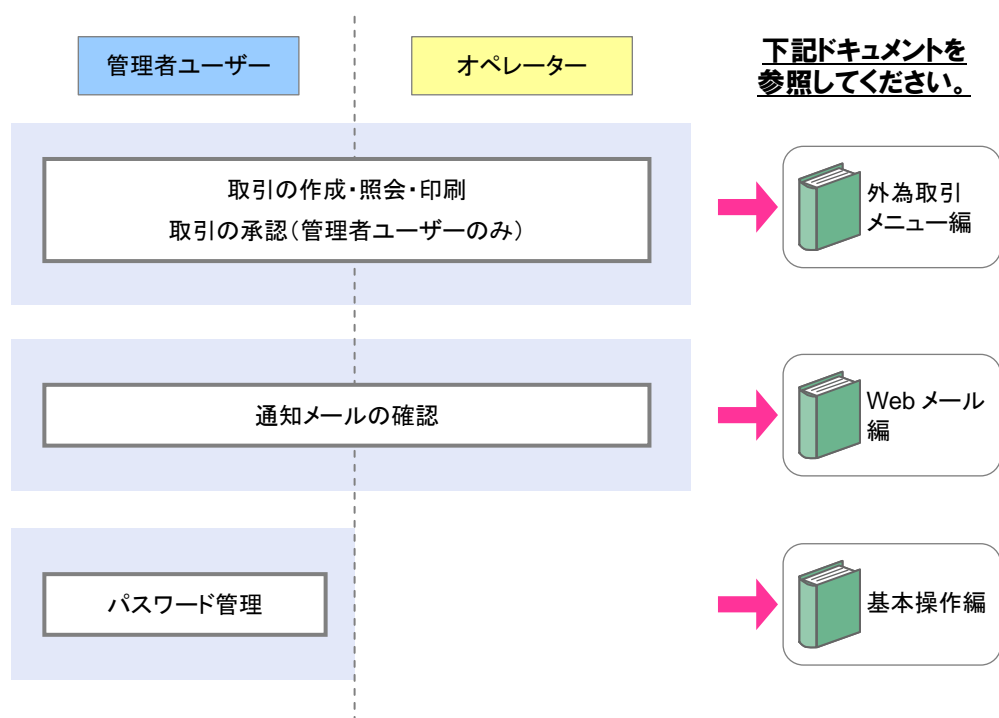 管理者ユーザー
オペレーター
下記ドキュメントを
参照してください。
取引の作成・照会・印刷
取引の承認(管理者ユーザーのみ)
外為取引
メニュー編
通知メールの確認
Web メール
編
パスワード管理
基本操作編